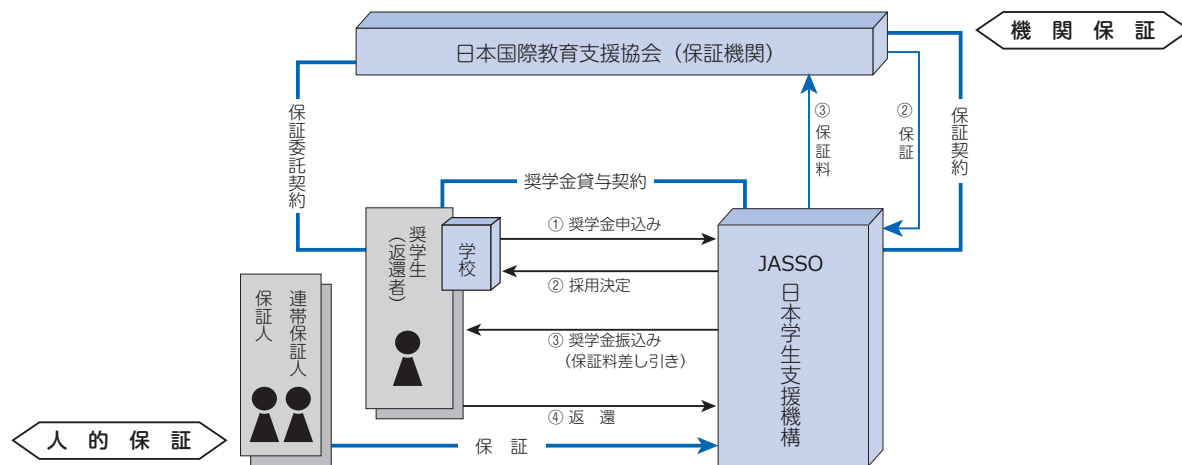 機関保証
日本国際教育支援協会（保証機関）
保証委託契約
③保証料
②保証
保証契約
奨学金貸与契約
奨学生
（返還者）
学校
① 奨学金申込み
② 採用決定
③ 奨学金振込み
（保証料差し引き）
④ 返　還
JASSO
日本学生支援機構
連帯保証人
保証人
人的保証
保　証